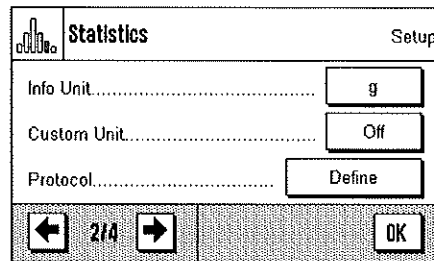 Statistics Setup
Info Unit........................................................ g
Custom Unit.................................................. Off
Protocol............................................ Define
2/4 OK